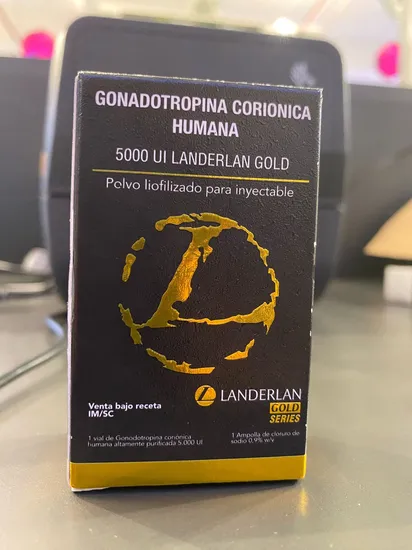 GONADOTROPINA CORIONICA
HUMANA
5000 UI LANDERLAN GOLD
Polvo liofilizado para inyectable
Venta bajo receta
IM/SC
LANDERLAN
GOLD
SERIES
1 vial de Gonodotropina coriónica
humana altamente purificada 5.000 UI
1 Ampolla de cloruro de
sodio 0,9% w/v